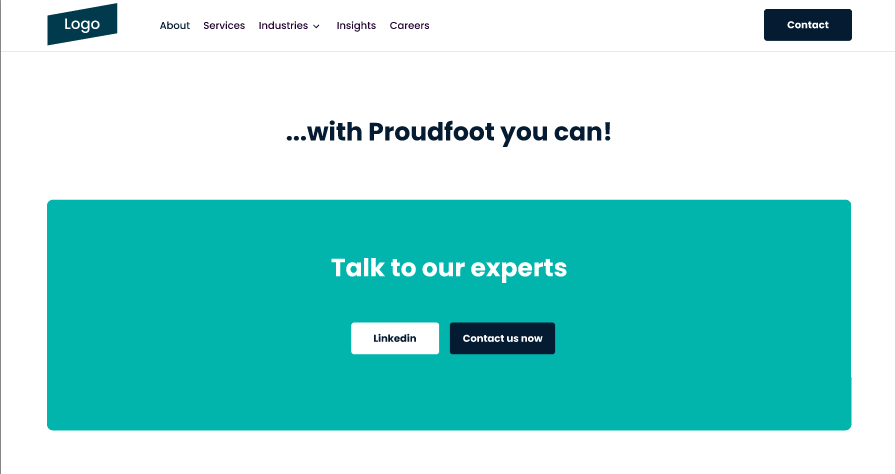 Logo
About Services Industries Insights Careers
Contact
...with Proudfoot you can!
Talk to our experts
Linkedin
Contact us now